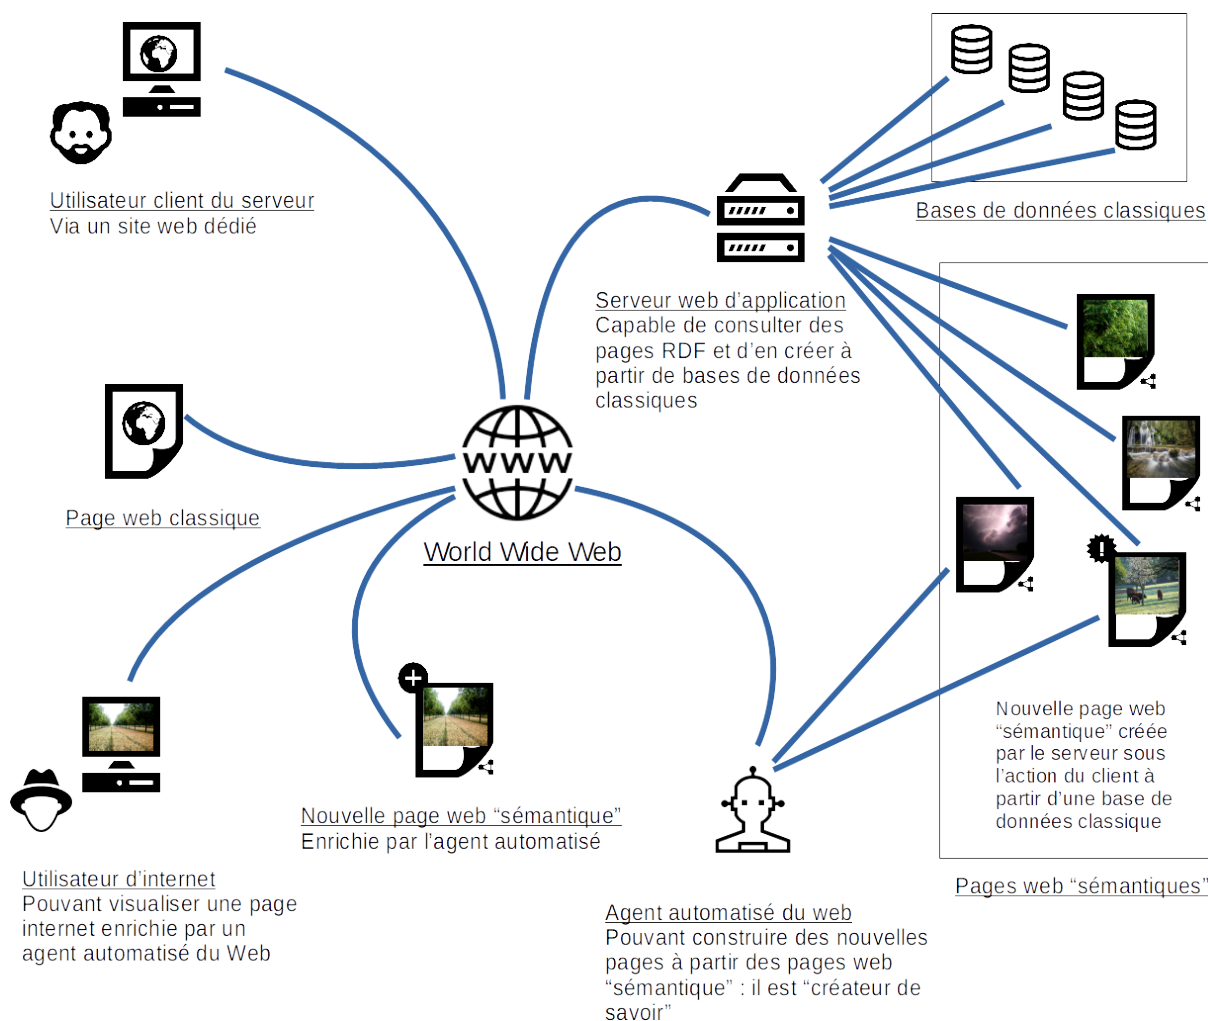 Utilisateur client du serveur
Via un site web dédié
Bases de données classiques
Serveur web d’application
Capable de consulter des
pages RDF et d’en créer à
partir de bases de données
classiques
WWW
World Wide Web
Page web classique
!
+
Nouvelle page web
“sémantique” créée
par le serveur sous
l’action du client à
partir d’une base de
données classique
Pages web “sémantiques”
Nouvelle page web “sémantique”
Enrichie par l’agent automatisé
Utilisateur d’internet
Pouvant visualiser une page
internet enrichie par un
agent automatisé du Web
Agent automatisé du web
Pouvant construire des nouvelles
pages à partir des pages web
“sémantique” : il est “créateur de
savoir”